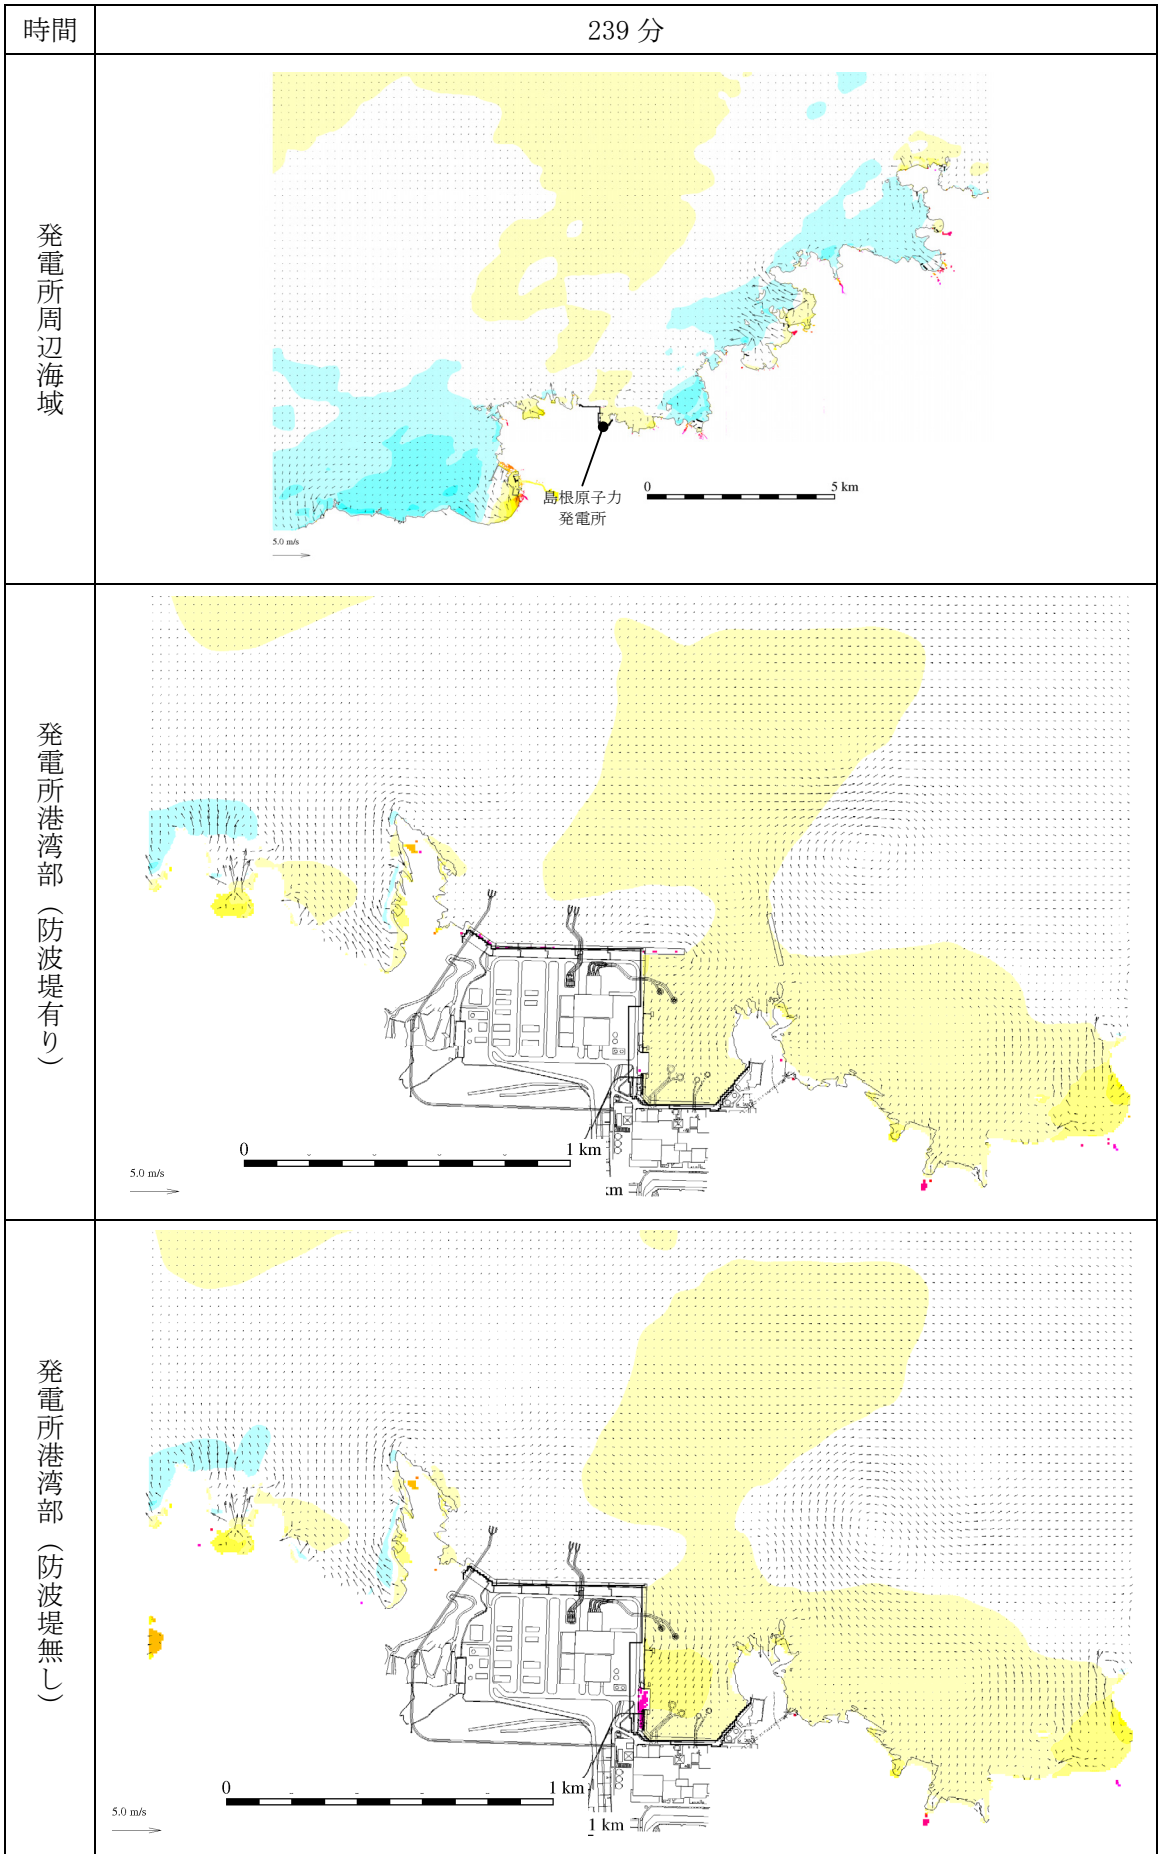 時間
239 分
発電所周辺海域
島根原子力
発電所
0
5 km
5.0 m/s
発電所港湾部（防波堤有り）
0
1 km
km
5.0 m/s
発電所港湾部（防波堤無し）
0
1 km
1 km
5.0 m/s